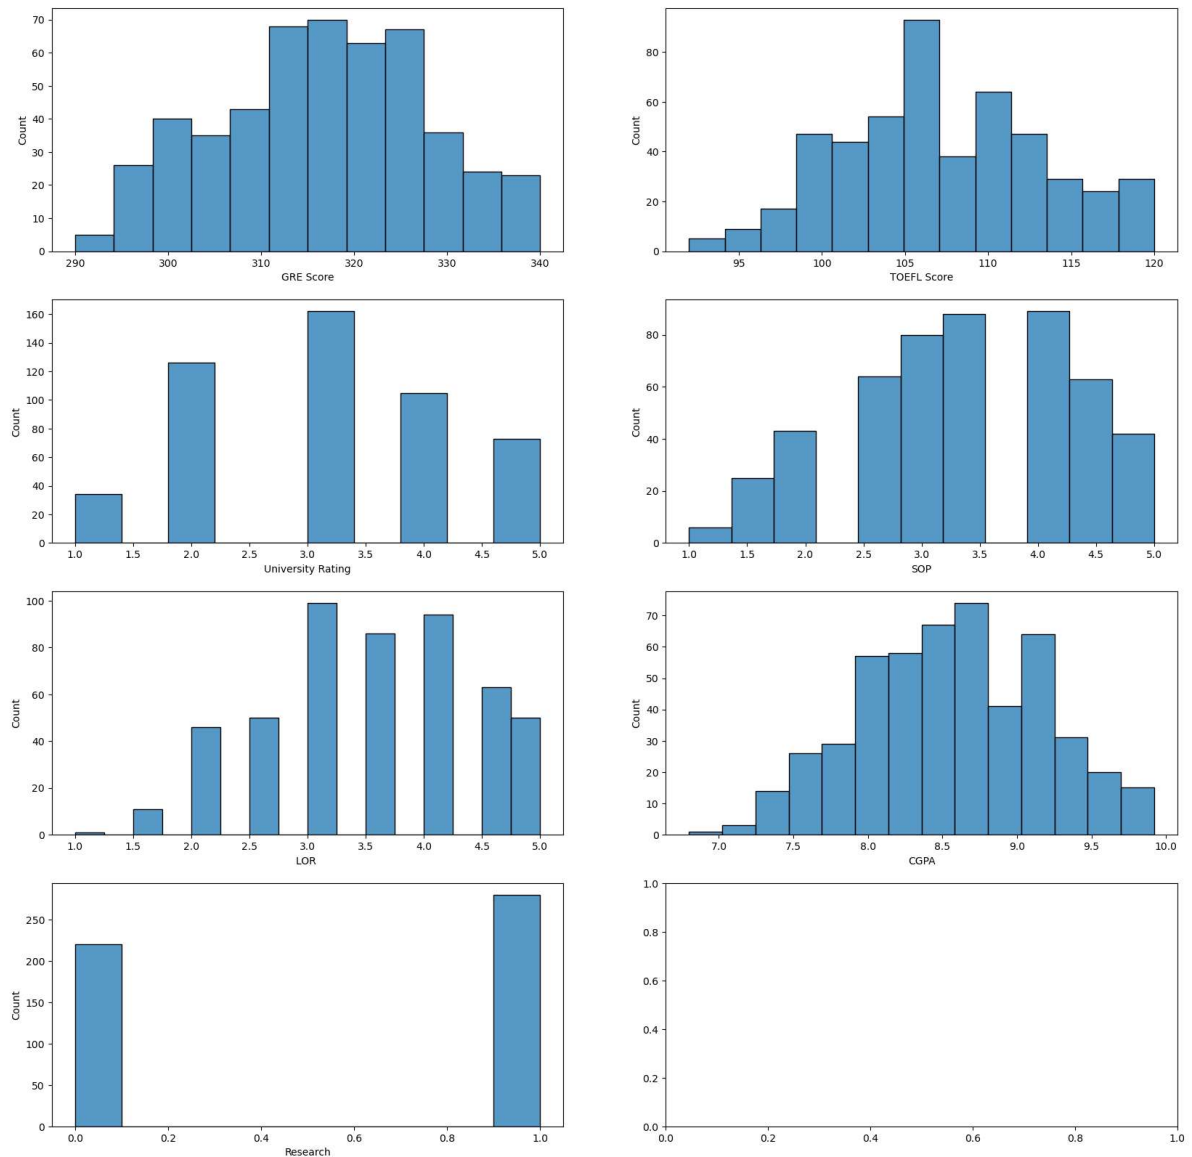 70
60
50
40
30
20
10
0
Count
290 300 310 320 330 340
GRE Score
80
60
40
20
0
Count
95 100 105 110 115 120
TOEFL Score
160
140
120
100
80
60
40
20
0
Count
1.0 1.5 2.0 2.5 3.0 3.5 4.0 4.5 5.0
University Rating
80
60
40
20
0
Count
1.0 1.5 2.0 2.5 3.0 3.5 4.0 4.5 5.0
SOP
100
80
60
40
20
0
Count
1.0 1.5 2.0 2.5 3.0 3.5 4.0 4.5 5.0
LOR
70
60
50
40
30
20
10
0
Count
7.0 7.5 8.0 8.5 9.0 9.5 10.0
CGPA
250
200
150
100
50
0
Count
0.0 0.2 0.4 0.6 0.8 1.0
Research
1.0
0.8
0.6
0.4
0.2
0.0
0.0 0.2 0.4 0.6 0.8 1.0